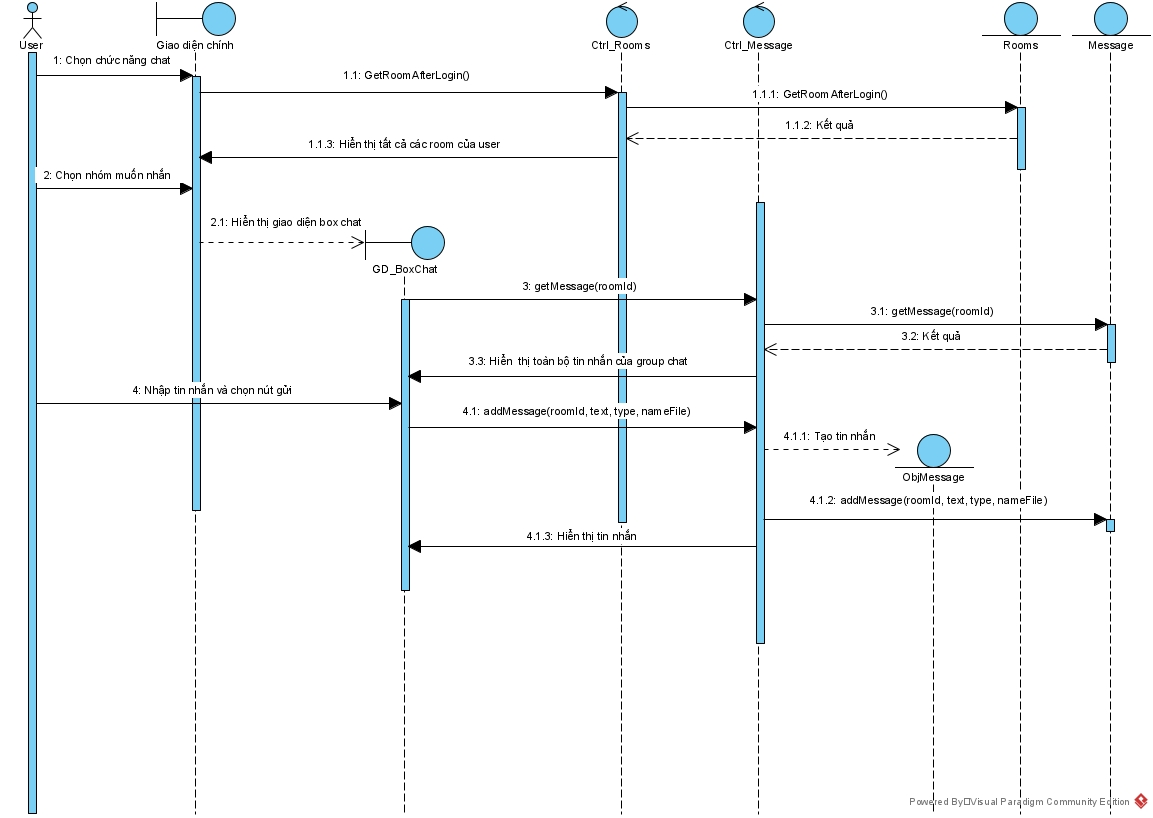 User
Giao diện chính
Ctrl_Rooms
Ctrl_Message
Rooms
Message
1: Chọn chức năng chat
1.1: GetRoomAfterLogin()
1.1.1: GetRoomAfterLogin()
1.1.2: Kết quả
1.1.3: Hiển thị tất cả các room của user
2: Chọn nhóm muốn nhắn
2.1: Hiển thị giao diện box chat
GD_BoxChat
3: getMessage(roomId)
3.1: getMessage(roomId)
3.2: Kết quả
3.3: Hiển thị toàn bộ tin nhắn của group chat
4: Nhập tin nhắn và chọn nút gửi
4.1: addMessage(roomId, text, type, nameFile)
4.1.1: Tạo tin nhắn
ObjMessage
4.1.2: addMessage(roomId, text, type, nameFile)
4.1.3: Hiển thị tin nhắn
Powered By Visual Paradigm Community Edition